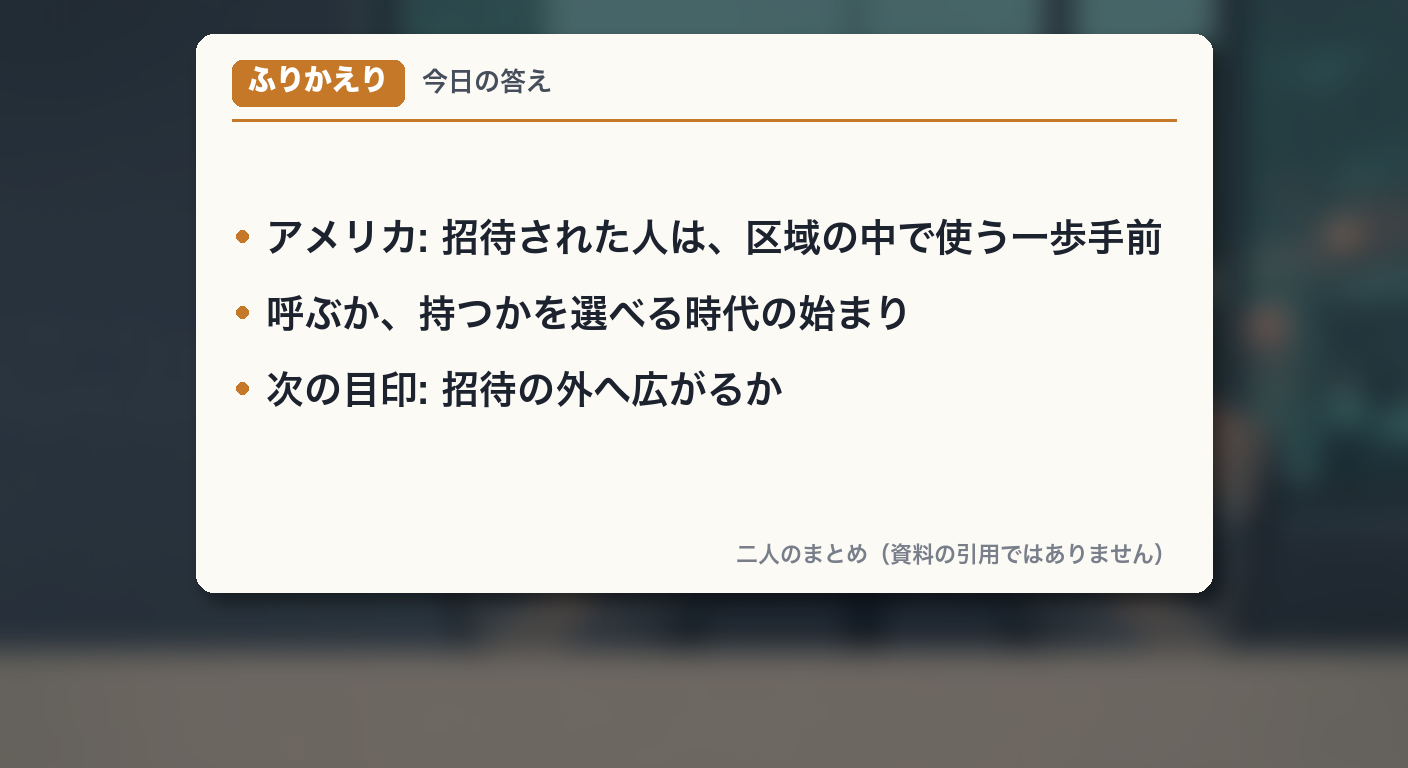 ふりかえり 今日の答え
アメリカ: 招待された人は、区域の中で使う一歩手前
呼ぶか、持つかを選べる時代の始まり
次の目印: 招待の外へ広がるか
二人のまとめ（資料の引用ではありません）